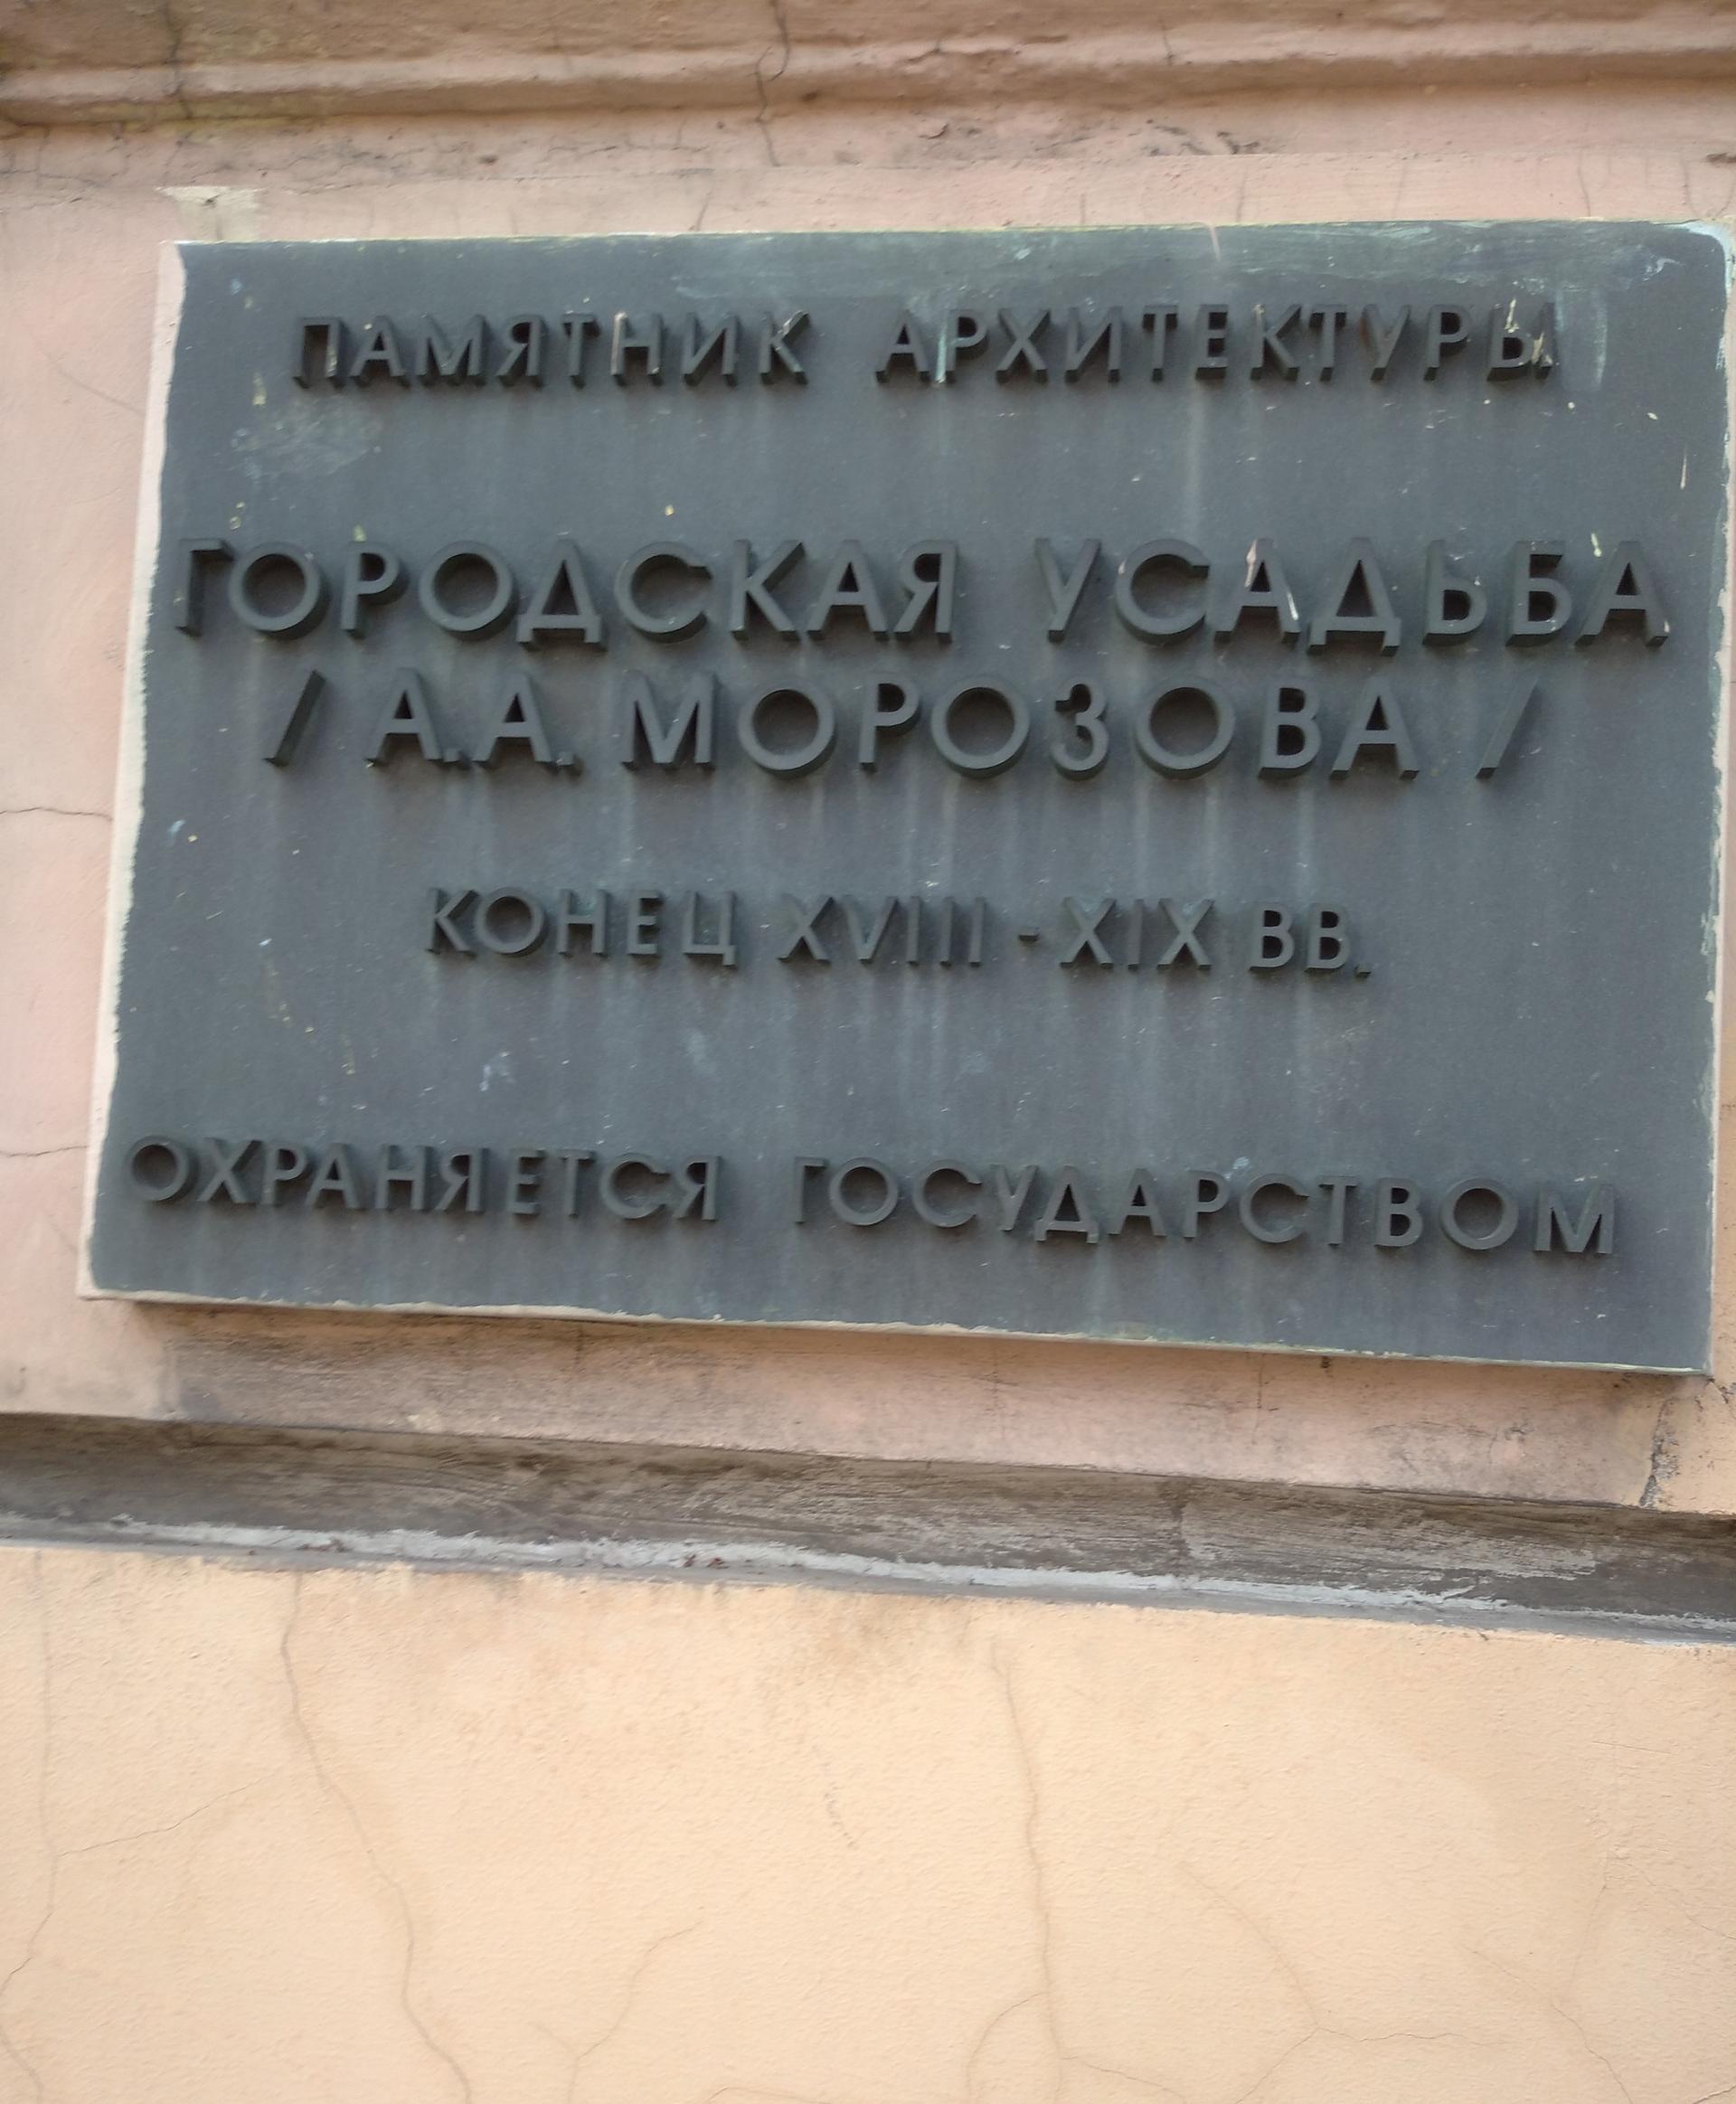 ПАМЯТНИК АРХИТЕКТУРЫ
ГОРОДСКАЯ УСАДЬБА
/ А.А. МОРОЗОВА /
КОНЕЦ XVIII - XIX ВВ.
ОХРАНЯЕТСЯ ГОСУДАРСТВОМ